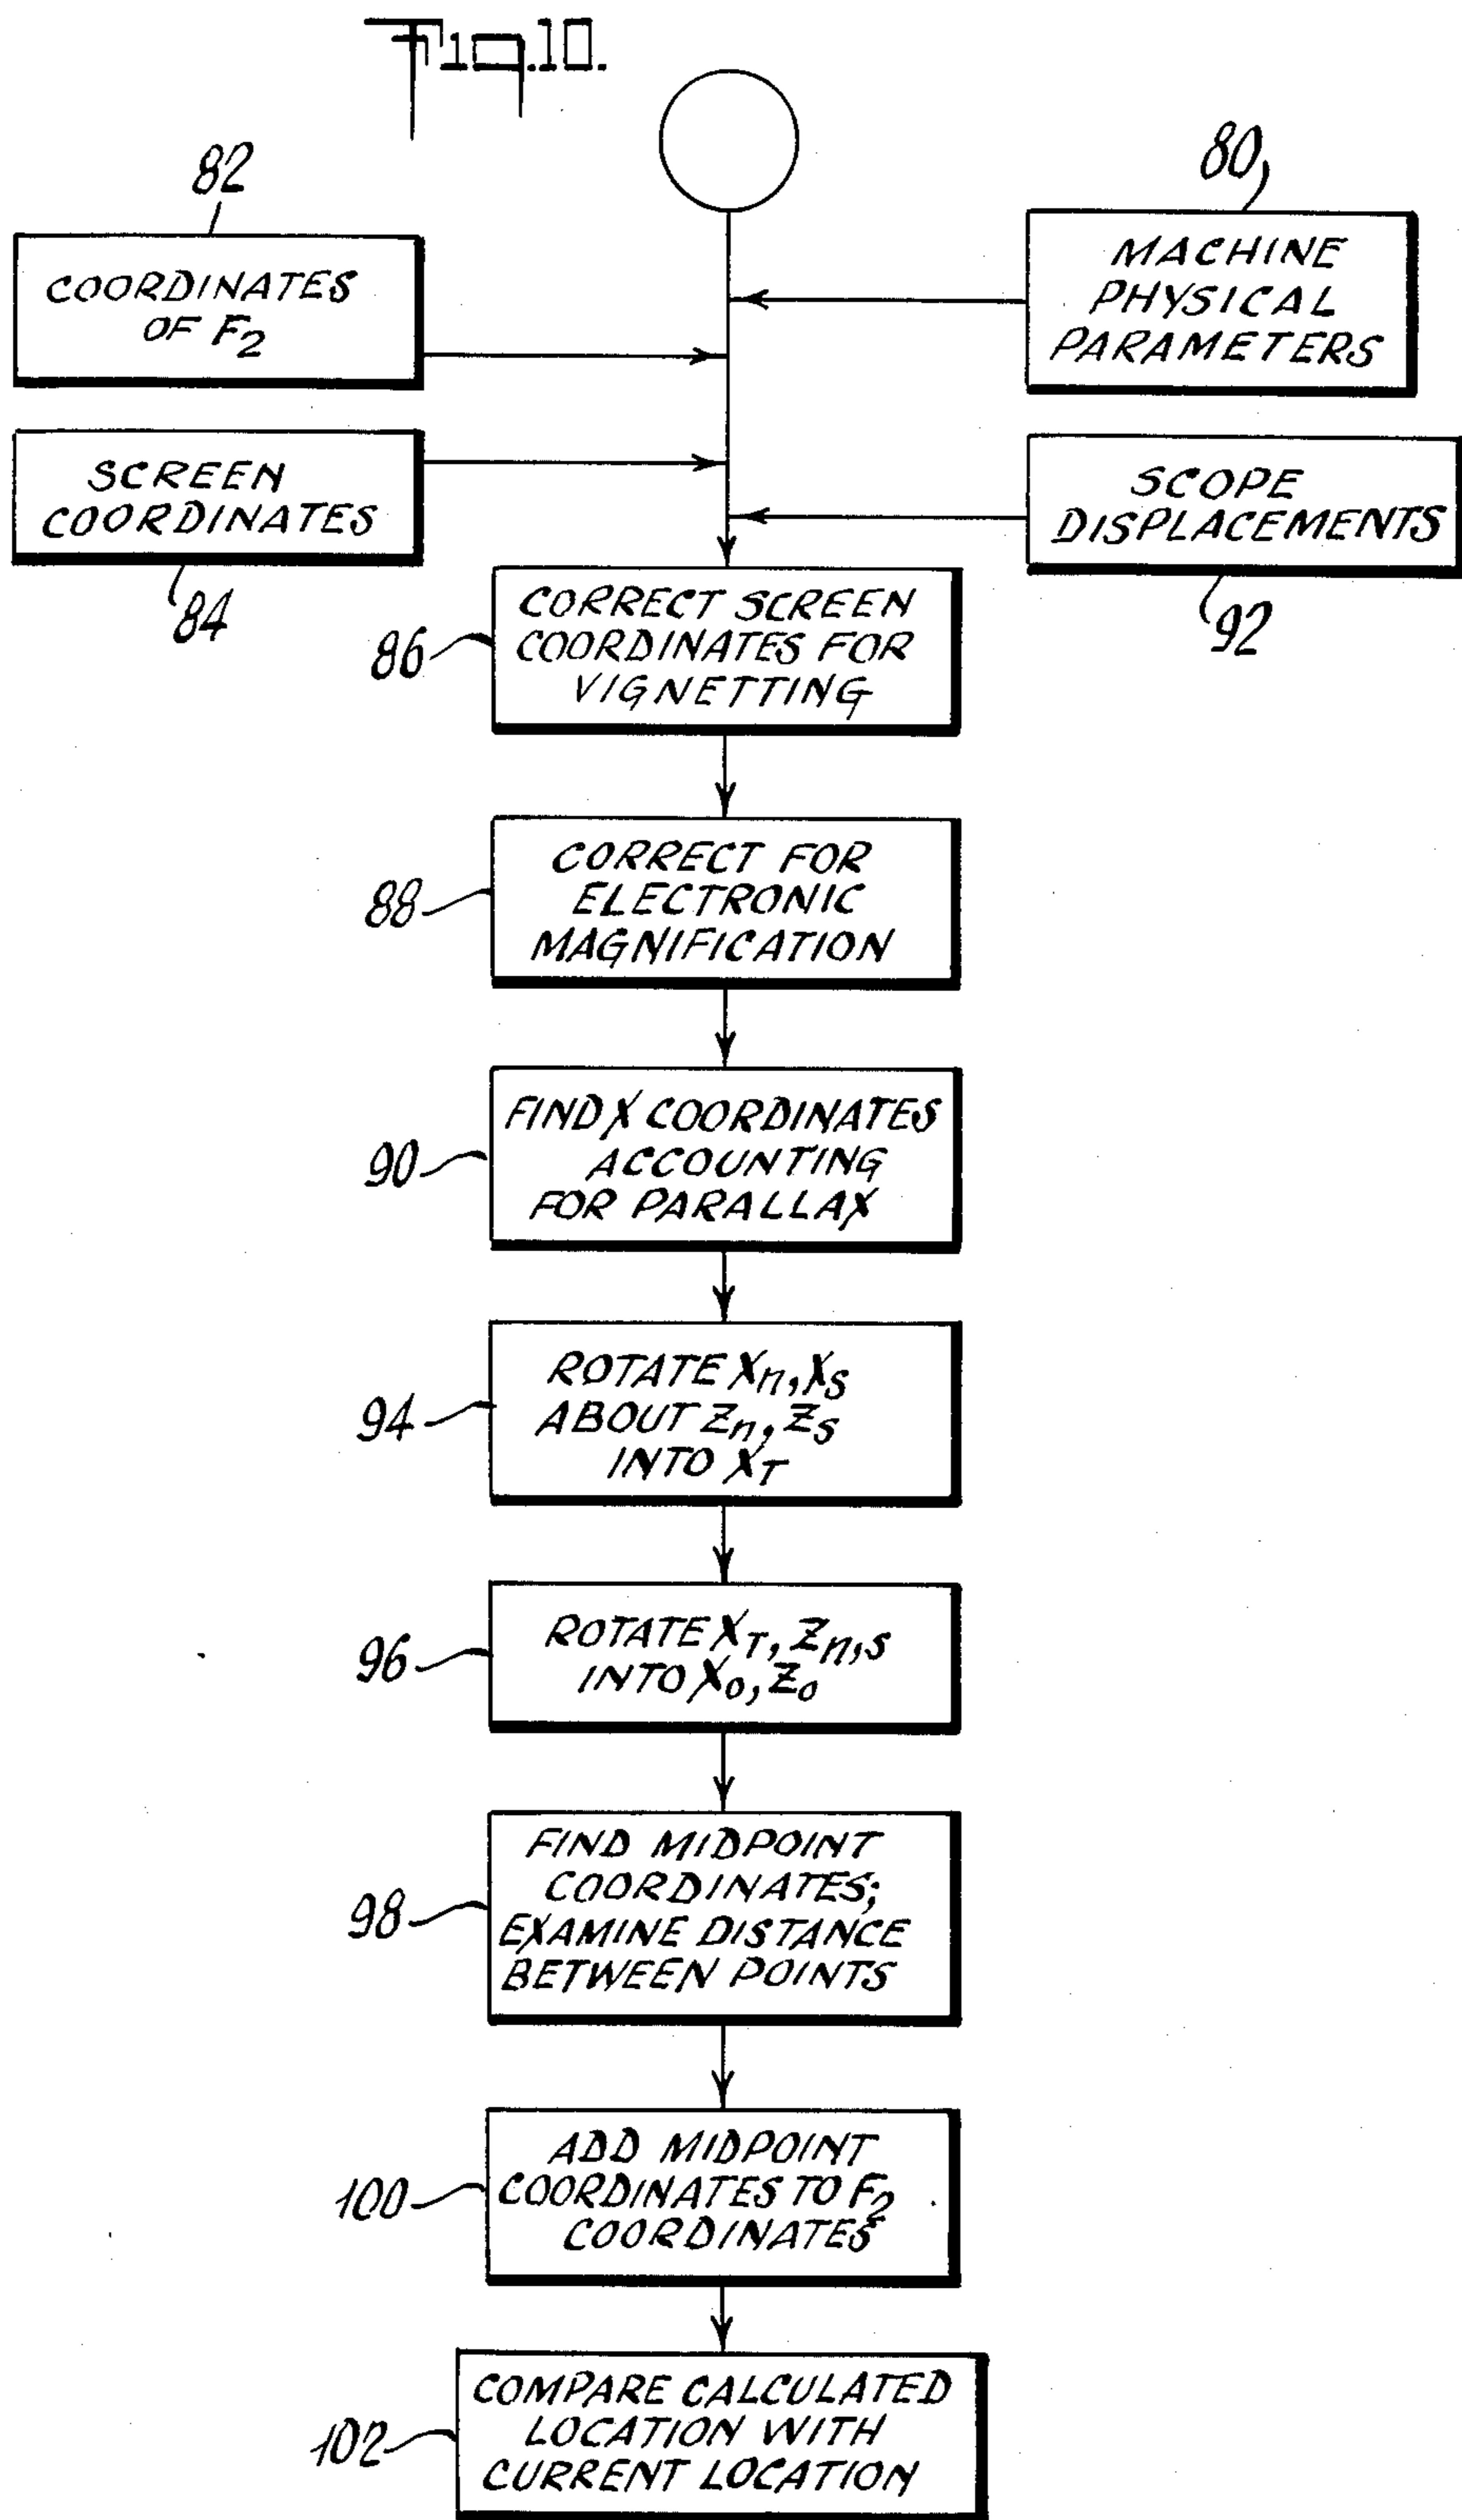 Fig.10.
82
80
COORDINATES
OF F2
MACHINE
PHYSICAL
PARAMETERS
SCREEN
COORDINATES
SCOPE
DISPLACEMENTS
84
92
86
CORRECT SCREEN
COORDINATES FOR
VIGNETTING
88
CORRECT FOR
ELECTRONIC
MAGNIFICATION
90
FIND X COORDINATES
ACCOUNTING
FOR PARALLAX
94
ROTATE Xn, XS
ABOUT Zn, ZS
INTO XT
96
ROTATE XT, Zn,S
INTO XO, ZO
98
FIND MIDPOINT
COORDINATES;
EXAMINE DISTANCE
BETWEEN POINTS
100
ADD MIDPOINT
COORDINATES TO F2
COORDINATES
102
COMPARE CALCULATED
LOCATION WITH
CURRENT LOCATION